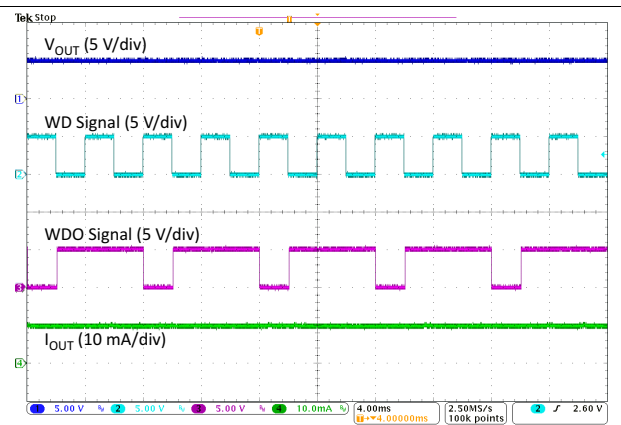 Tek Stop
T
T
V_OUT (5 V/div)
1
WD Signal (5 V/div)
2
WDO Signal (5 V/div)
3
I_OUT (10 mA/div)
4
1 5.00 V 2 5.00 V 3 5.00 V 4 10.0mA 4.00ms 2.50MS/s 2 2.60 V
T→▼4.00000ms 100k points